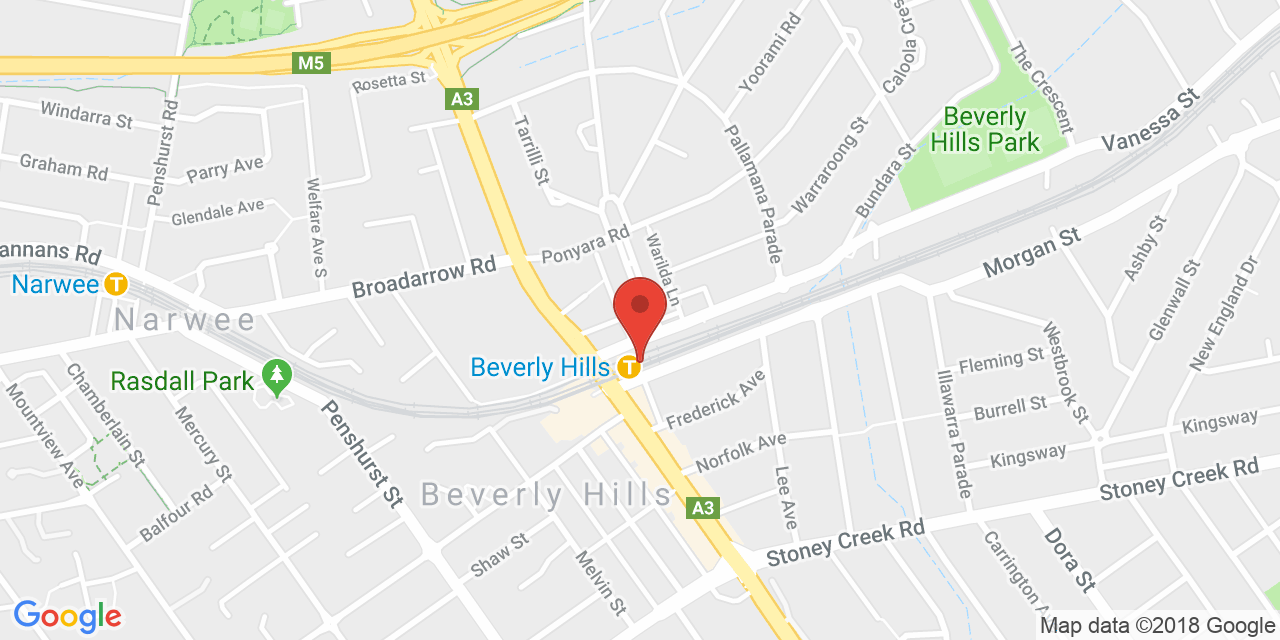 M5
Rosetta St
A3
Yoorami Rd
Caloola Cres
The Crescent
Vanessa St
Beverly
Hills Park
Windarra St
Penshurst Rd
Graham Rd
Parry Ave
Glendale Ave
Welfare Ave S
Tarrilli St
Pallamana Parade
Warraroong St
Bundara St
annans Rd
Narwee
T
Narwee
Broadarrow Rd
Ponyara Rd
Warilda Ln
Morgan St
Ashby St
Glenwall St
New England Dr
Rasdall Park
Beverly Hills
T
Frederick Ave
Norfolk Ave
Lee Ave
Illawarra Parade
Fleming St
Westbrook St
Burrell St
Kingsway
Kingsway
Chamberlain St
Mountview Ave
Mercury St
Balfour Rd
Penshurst St
Beverly Hills
A3
Stoney Creek Rd
Stoney Creek Rd
Shaw St
Melvin St
Carrington A
Dora St
Google
Map data ©2018 Google